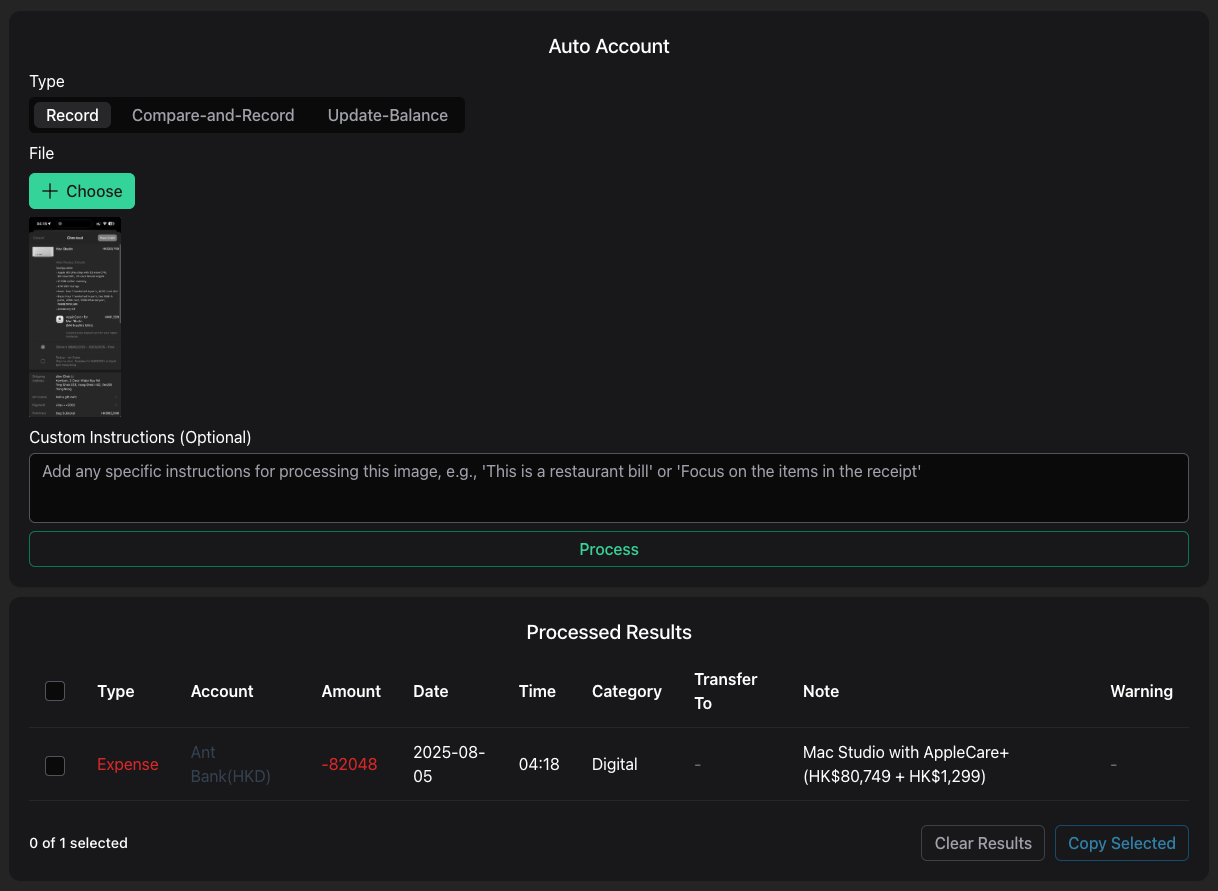 Auto Account
Type
Record Compare-and-Record Update-Balance
File
+ Choose
Checkout
Mac Studio
Custom Instructions (Optional)
Add any specific instructions for processing this image, e.g., 'This is a restaurant bill' or 'Focus on the items in the receipt'
Process
Processed Results
Type Account Amount Date Time Category Transfer To Note Warning
Expense Ant Bank(HKD) -82048 2025-08-05 04:18 Digital - Mac Studio with AppleCare+ (HK$80,749 + HK$1,299) -
0 of 1 selected
Clear Results Copy Selected